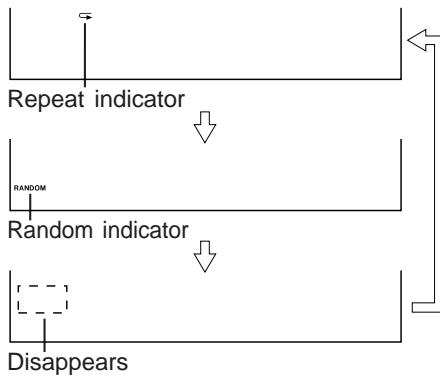 Repeat indicator
RANDOM
Random indicator
Disappears